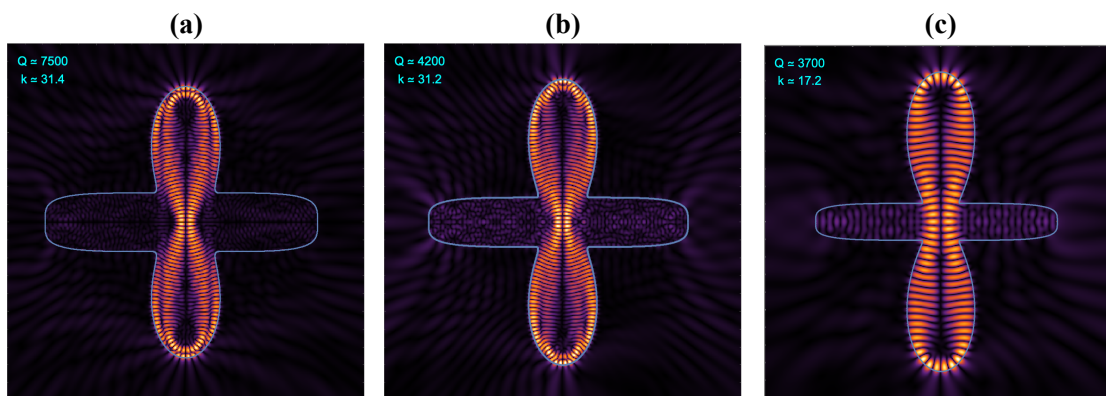 (a)
Q ≃ 7500
k ≃ 31.4
(b)
Q ≃ 4200
k ≃ 31.2
(c)
Q ≃ 3700
k ≃ 17.2